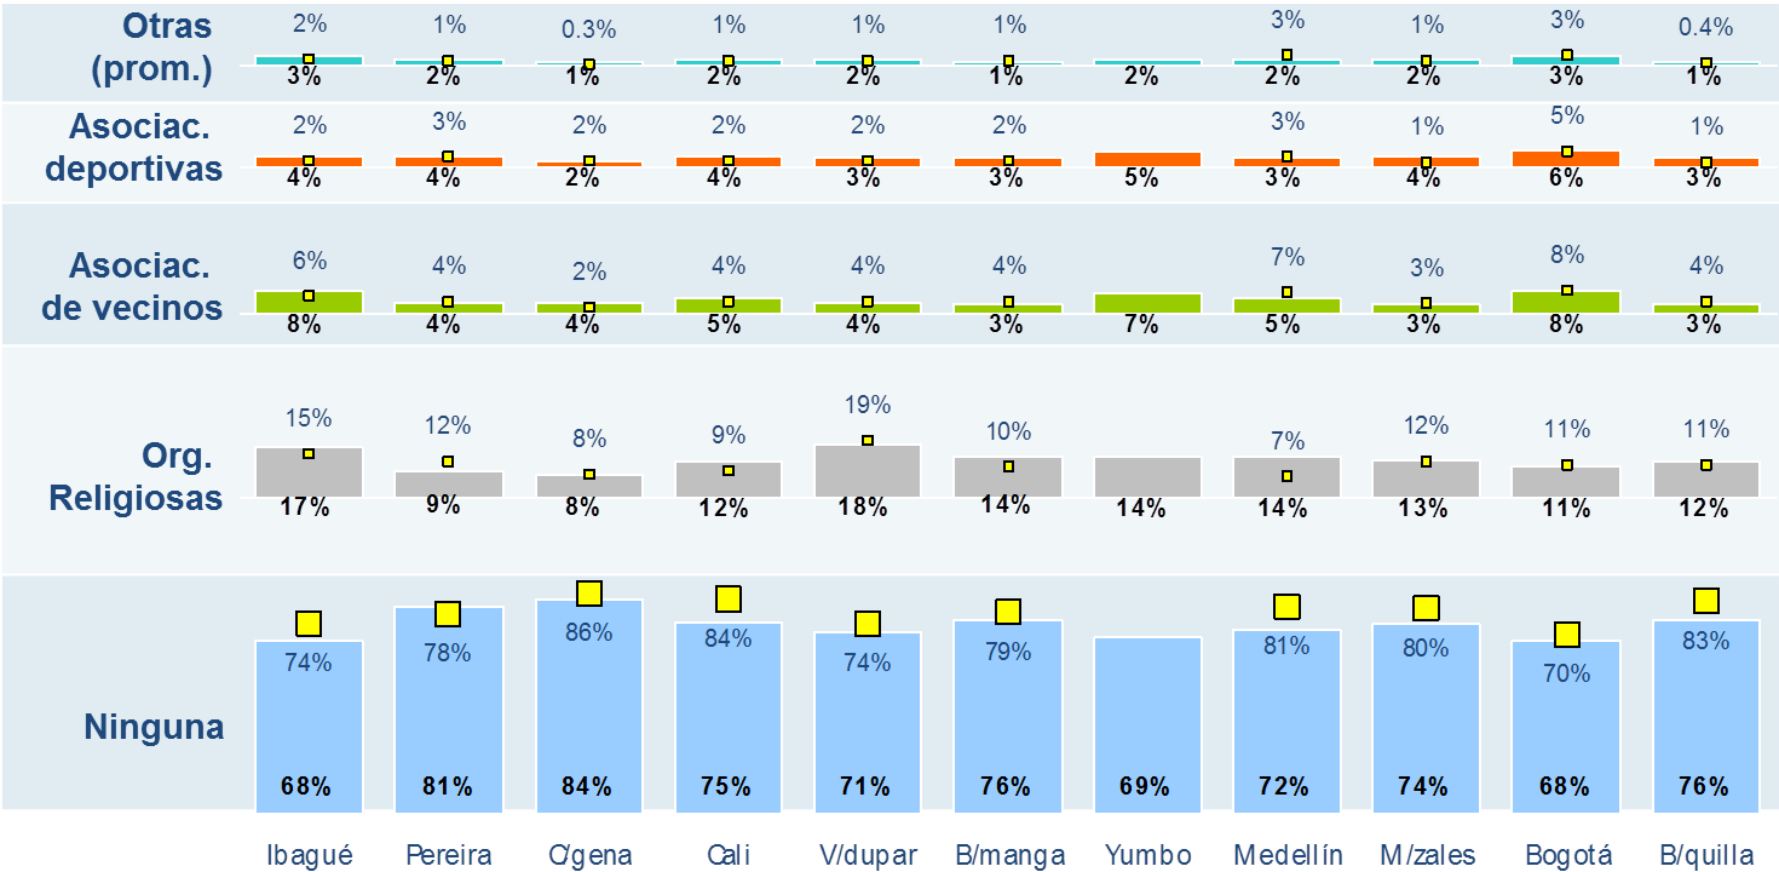 Otras
(prom.)
2% 1% 0.3% 1% 1% 1% 3% 1% 3% 0.4%
3% 2% 1% 2% 2% 1% 2% 2% 2% 3% 1%
Asociac.
deportivas
2% 3% 2% 2% 2% 2% 3% 1% 5% 1%
4% 4% 2% 4% 3% 3% 5% 3% 4% 6% 3%
Asociac.
de vecinos
6% 4% 2% 4% 4% 4% 7% 3% 8% 4%
8% 4% 4% 5% 4% 3% 7% 5% 3% 8% 3%
Org.
Religiosas
15% 12% 8% 9% 19% 10% 7% 12% 11% 11%
17% 9% 8% 12% 18% 14% 14% 14% 13% 11% 12%
Ninguna
74% 78% 86% 84% 74% 79% 81% 80% 70% 83%
68% 81% 84% 75% 71% 76% 69% 72% 74% 68% 76%
Ibagué Pereira C/gena Cali V/dupar B/manga Yumbo Medellín M/zales Bogotá B/quilla